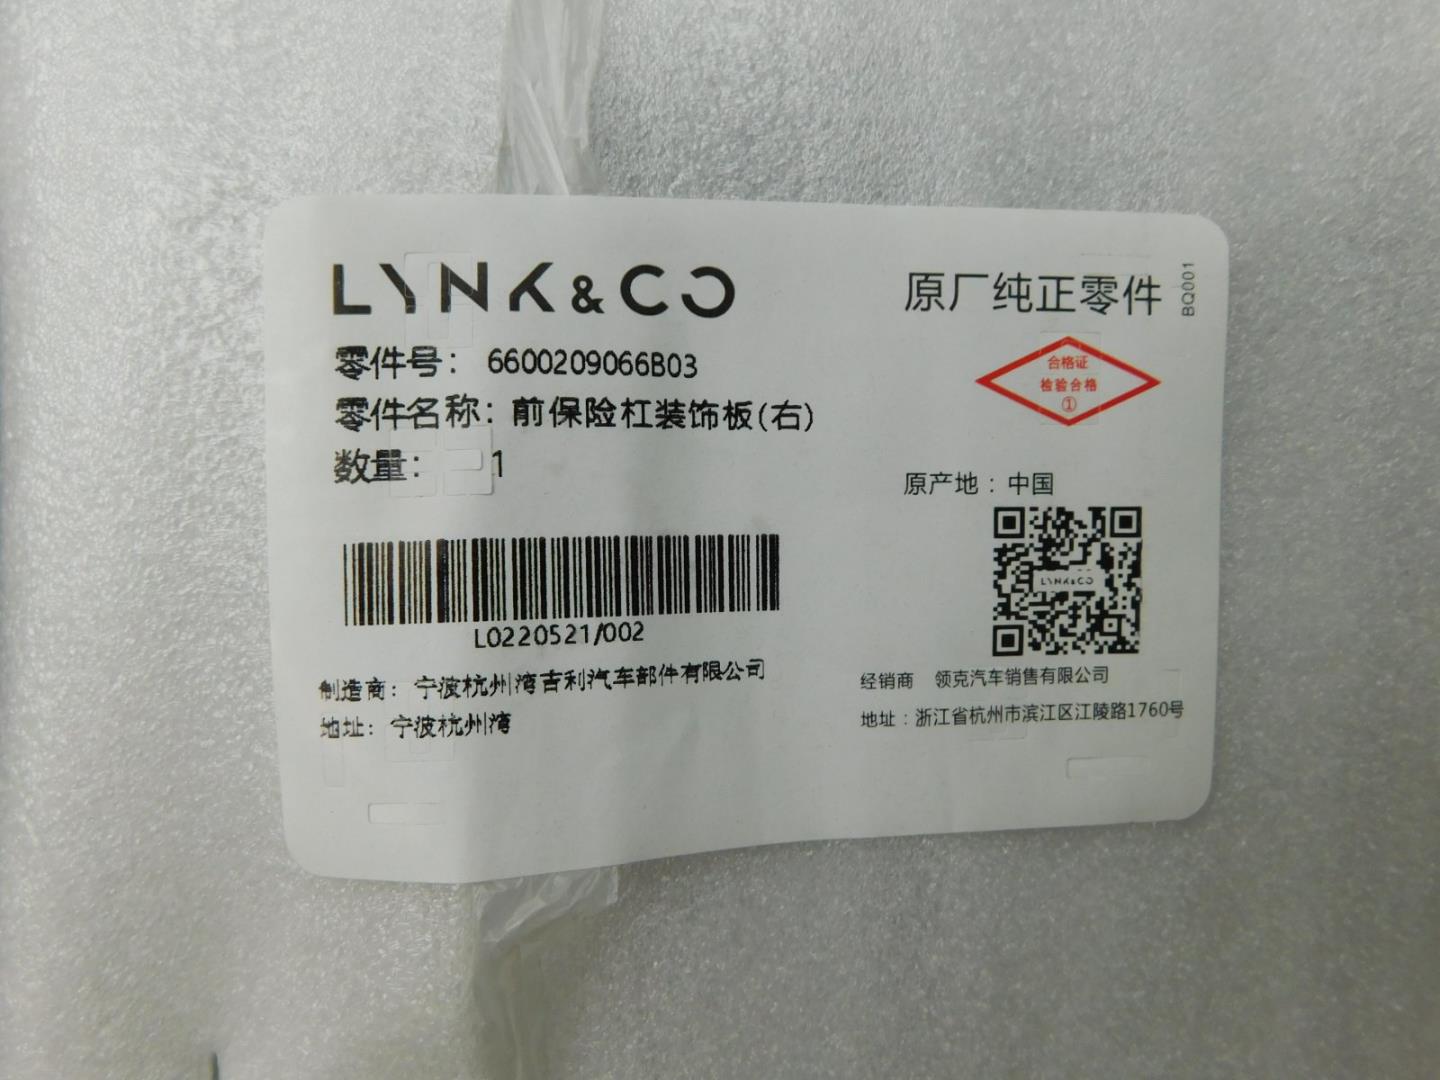 LYNK&CO
原厂纯正零件
BQ001
零件号： 6600209066B03
零件名称：前保险杠装饰板(右)
数量： 1
合格证
检验合格
①
原产地：中国
LYNK&CO
L0220521/002
制造商：宁波杭州湾吉利汽车部件有限公司
地址：宁波杭州湾
经销商 领克汽车销售有限公司
地址：浙江省杭州市滨江区江陵路1760号